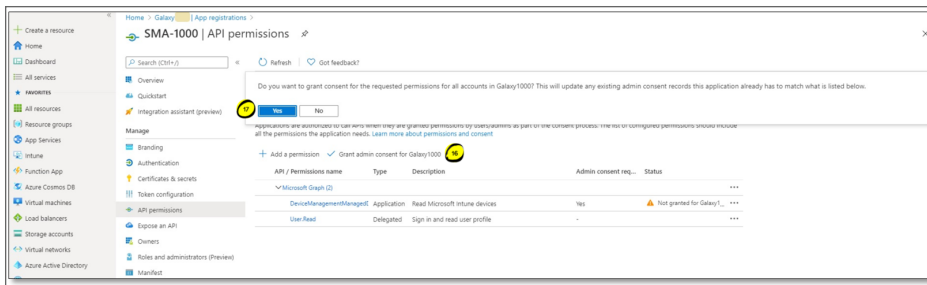 Home > Galaxy | App registrations >
SMA-1000 | API permissions
Search (Ctrl+/)
«
Refresh
Got feedback?
Do you want to grant consent for the requested permissions for all accounts in Galaxy1000? This will update any existing admin consent records this application already has to match what is listed below.
17
Yes
No
Applications are authorized to call APIs when they are granted permissions by users/admins as part of the consent process. The list of configured permissions should include
all the permissions the application needs. Learn more about permissions and consent
+ Add a permission
Grant admin consent for Galaxy1000
16
API / Permissions name Type Description Admin consent req... Status
Microsoft Graph (2) •••
DeviceManagementManagedD Application Read Microsoft Intune devices Yes Not granted for Galaxy1_ •••
User.Read Delegated Sign in and read user profile - •••
«
Create a resource
Home
Dashboard
All services
FAVORITES
All resources
Resource groups
App Services
Intune
Function App
Azure Cosmos DB
Virtual machines
Load balancers
Storage accounts
Virtual networks
Azure Active Directory
Overview
Quickstart
Integration assistant (preview)
Manage
Branding
Authentication
Certificates & secrets
Token configuration
API permissions
Expose an API
Owners
Roles and administrators (Preview)
Manifest